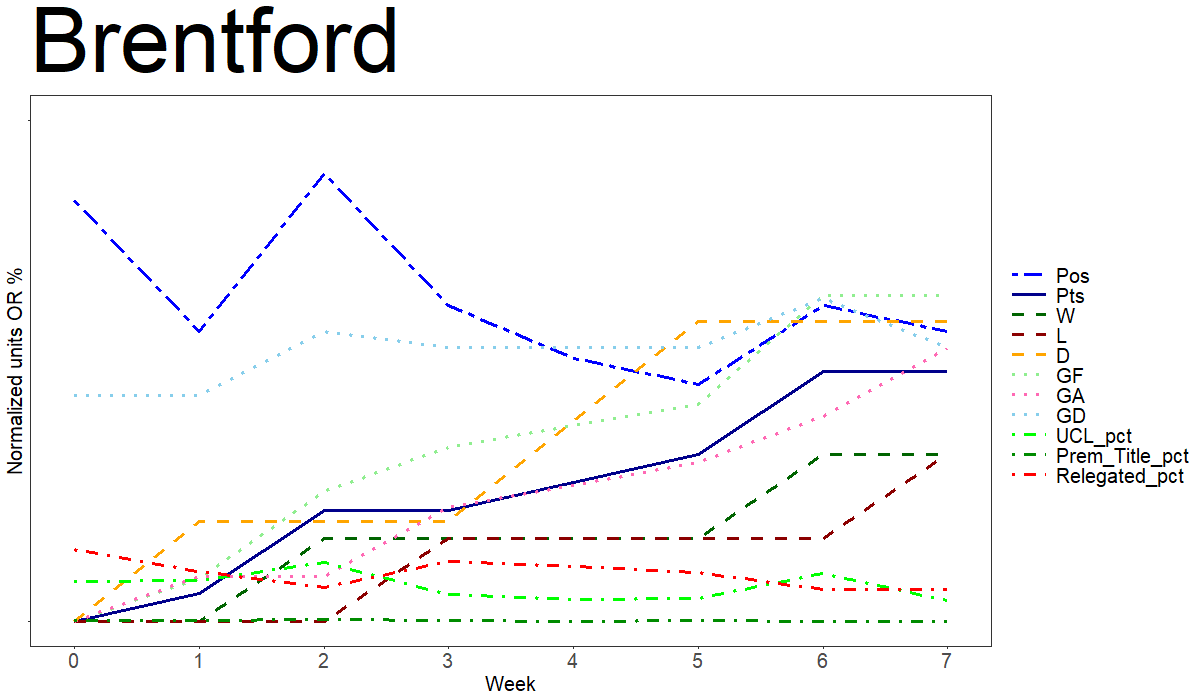 Brentford
Normalized units OR %
0 1 2 3 4 5 6 7
Week
Pos
Pts
W
L
D
GF
GA
GD
UCL_pct
Prem_Title_pct
Relegated_pct